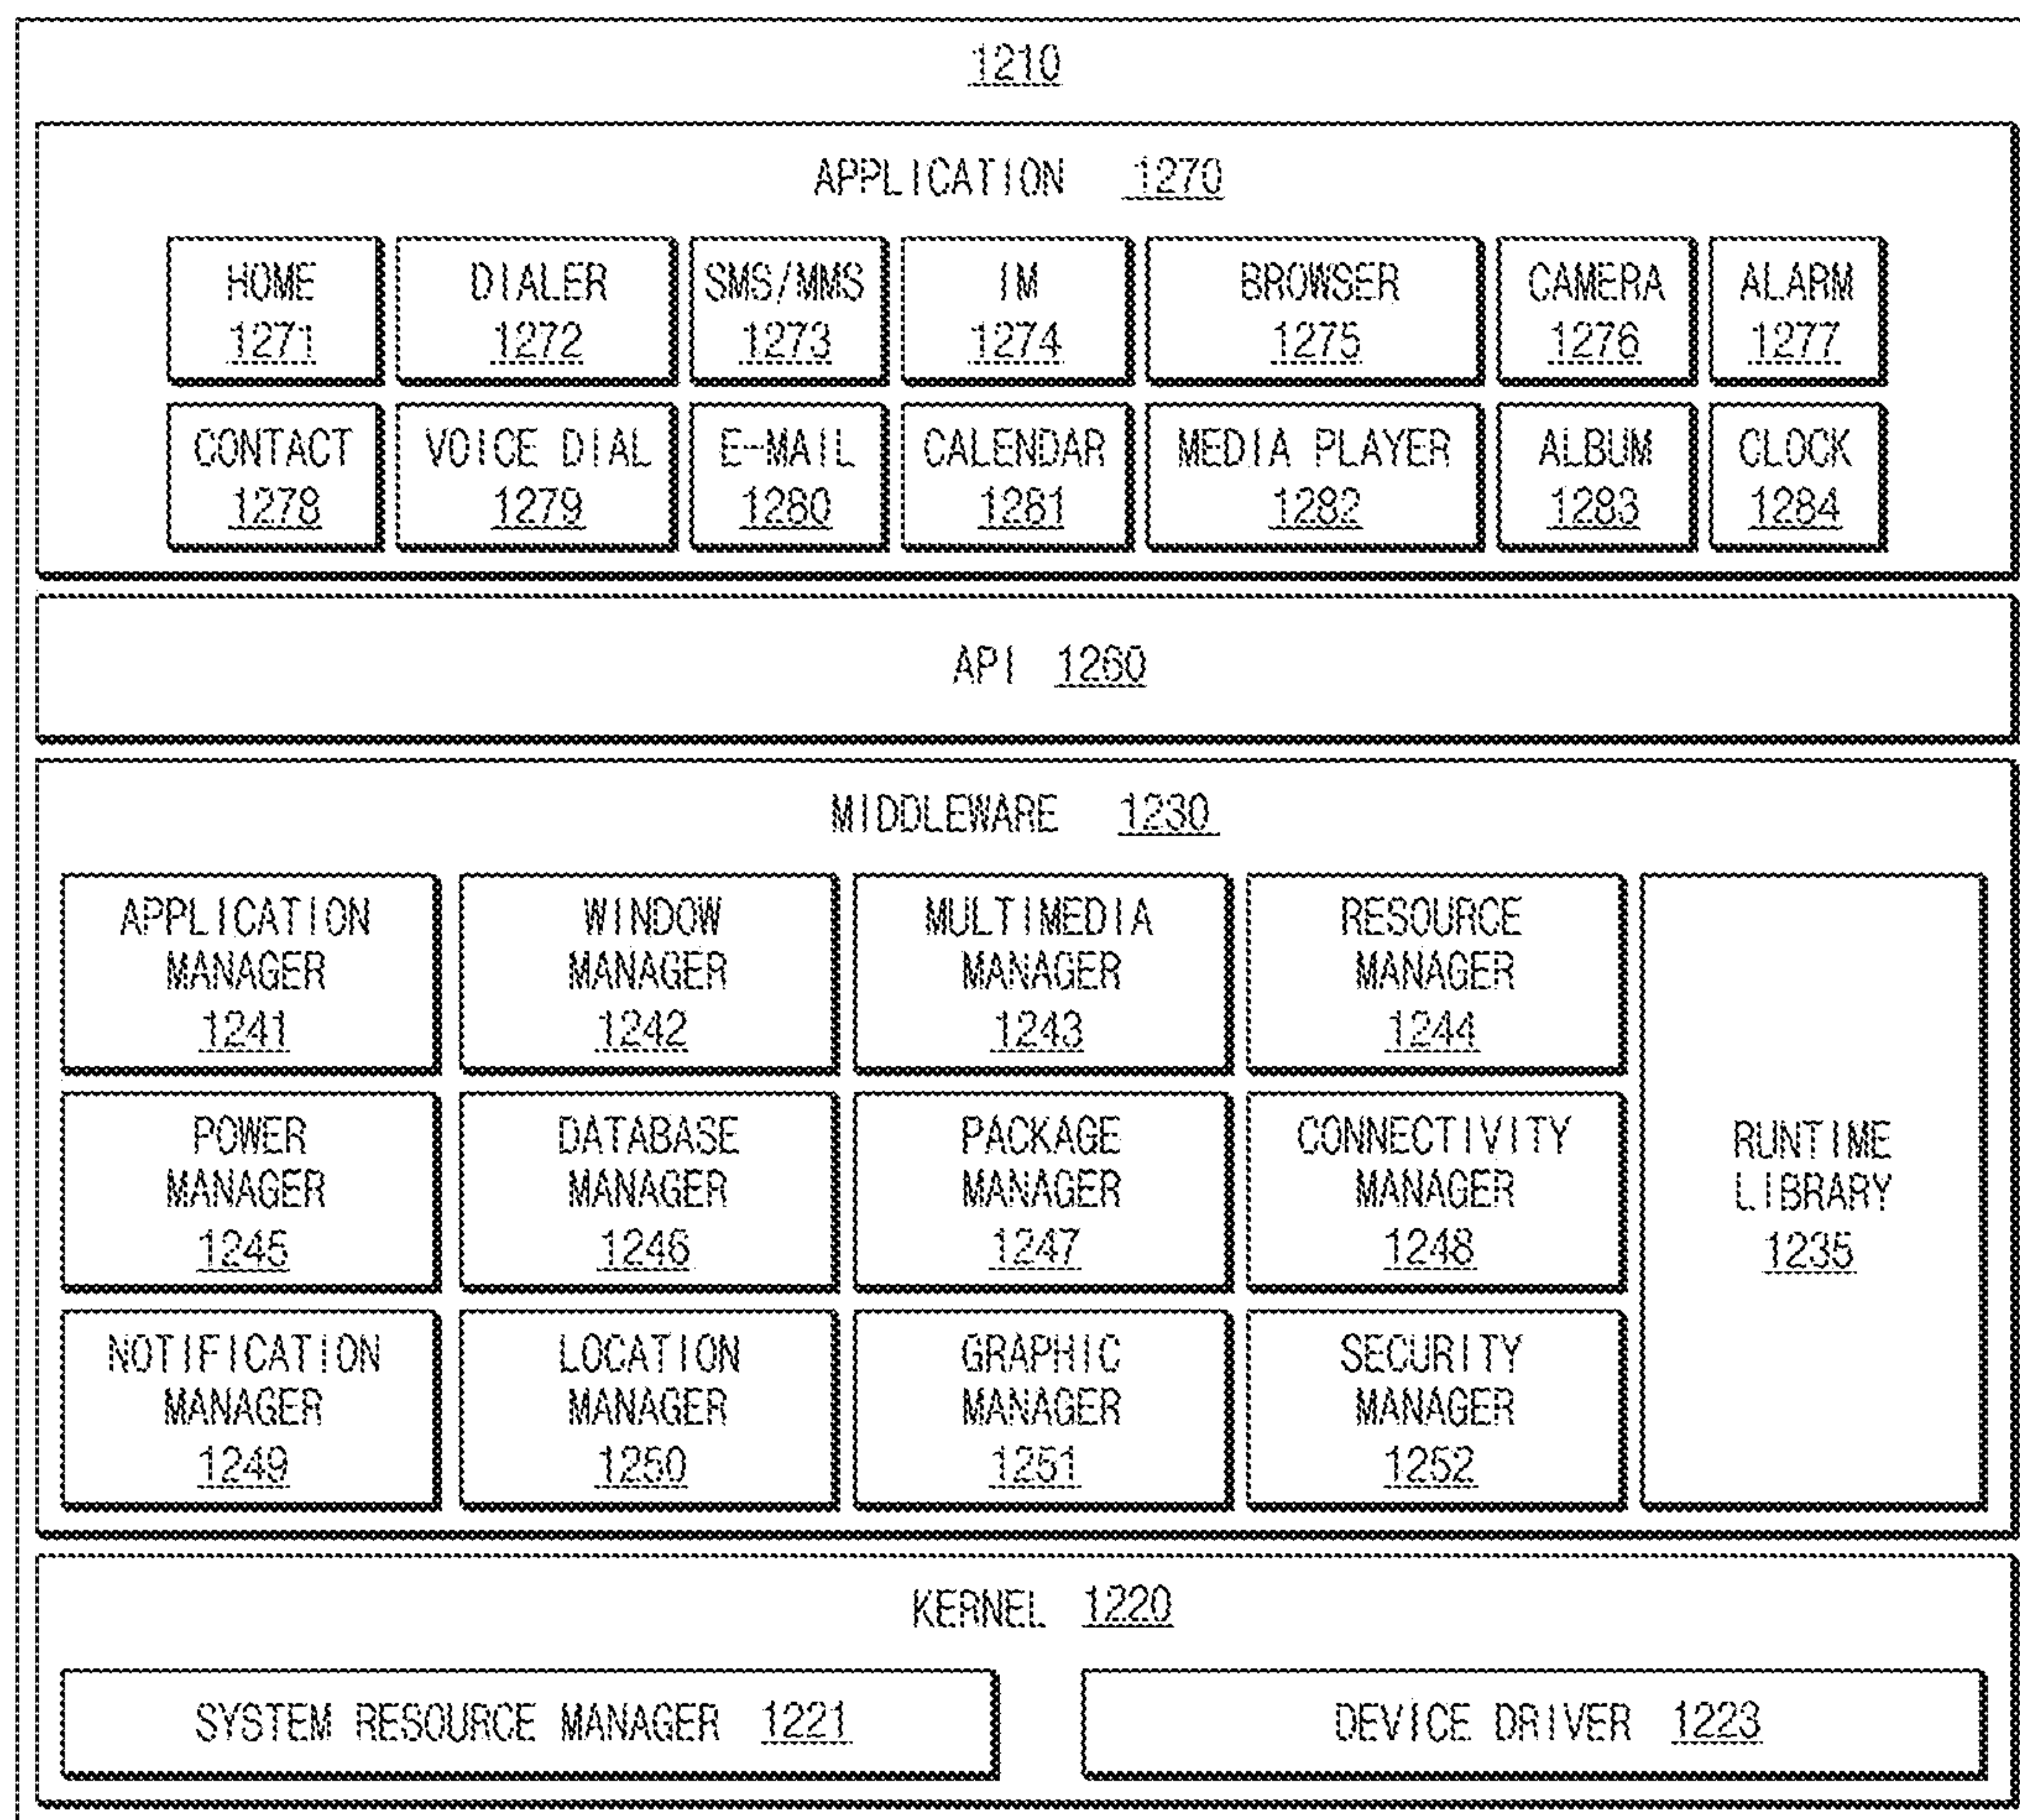 1210
APPLICATION 1270
HOME DIALER SMS/MMS IM BROWSER CAMERA ALARM
1271 1272 1273 1274 1275 1276 1277
CONTACT VOICE DIAL E-MAIL CALENDAR MEDIA PLAYER ALBUM CLOCK
1278 1279 1280 1281 1282 1283 1284
API 1260
MIDDLEWARE 1230
APPLICATION MANAGER 1241
WINDOW MANAGER 1242
MULTIMEDIA MANAGER 1243
RESOURCE MANAGER 1244
POWER MANAGER 1245
DATABASE MANAGER 1246
PACKAGE MANAGER 1247
CONNECTIVITY MANAGER 1248
NOTIFICATION MANAGER 1249
LOCATION MANAGER 1250
GRAPHIC MANAGER 1251
SECURITY MANAGER 1252
RUNTIME LIBRARY 1235
KERNEL 1220
SYSTEM RESOURCE MANAGER 1221
DEVICE DRIVER 1223